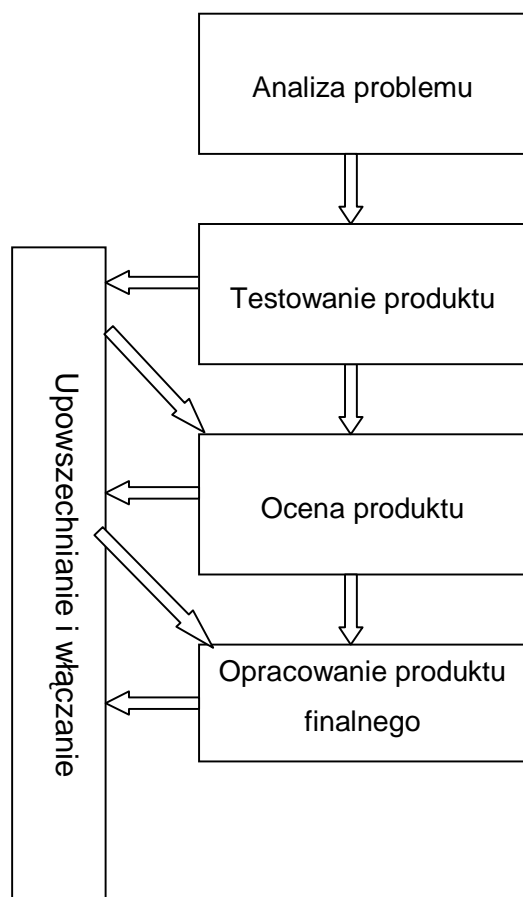 Analiza problemu
Testowanie produktu
Upowszechnianie i włączanie
Ocena produktu
Opracowanie produktu
finalnego